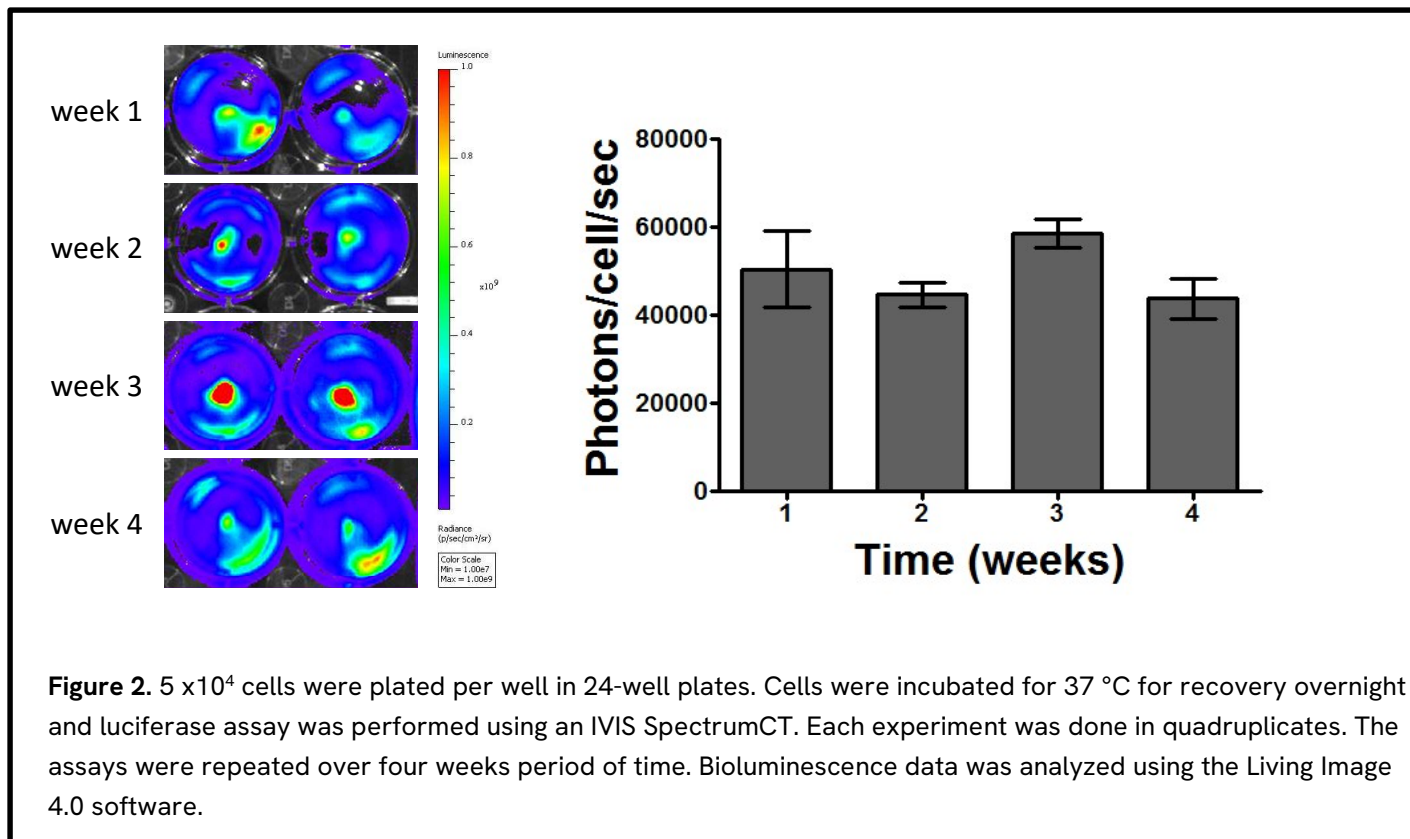 week 1
week 2
week 3
week 4
Luminescence
1.0
0.8
0.6
x10⁹
0.4
0.2
Radiance
(p/sec/cm²/sr)
Color Scale
Min = 1.00e7
Max = 1.00e9
Photons/cell/sec
80000
60000
40000
20000
0
1 2 3 4
Time (weeks)
Figure 2. 5 x10⁴ cells were plated per well in 24-well plates. Cells were incubated for 37 °C for recovery overnight
and luciferase assay was performed using an IVIS SpectrumCT. Each experiment was done in quadruplicates. The
assays were repeated over four weeks period of time. Bioluminescence data was analyzed using the Living Image
4.0 software.